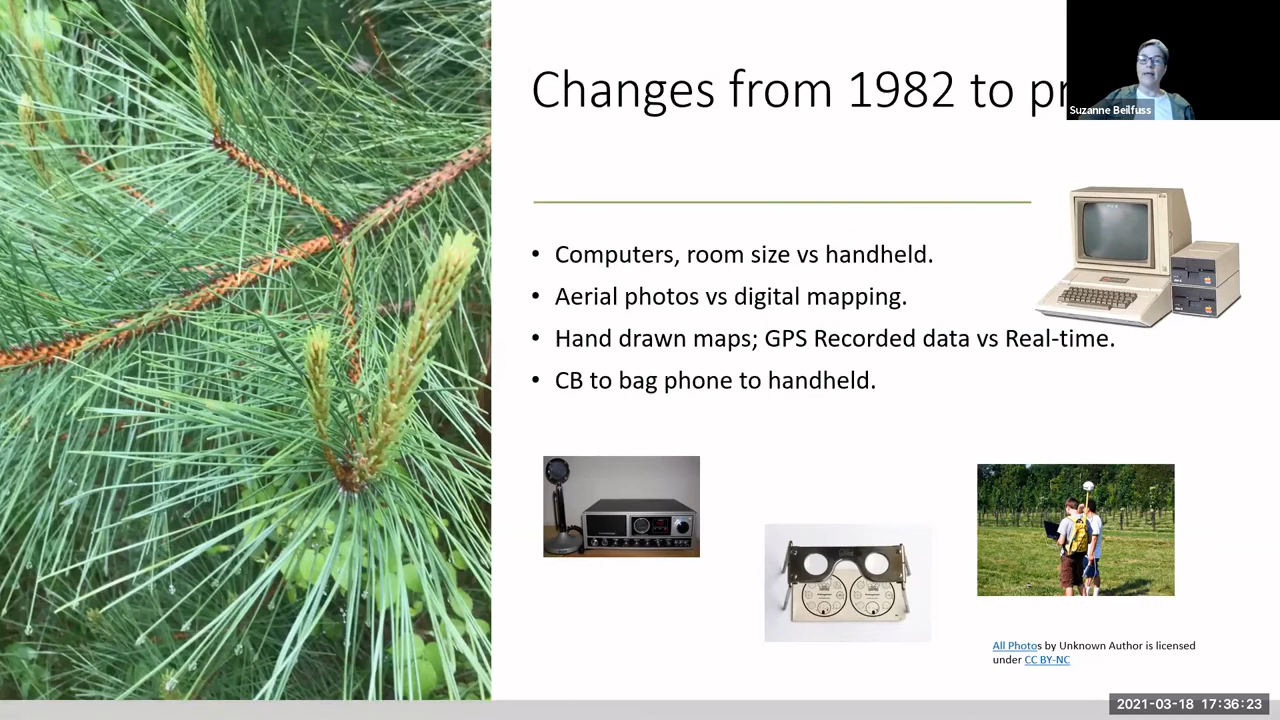 Changes from 1982 to pr
Suzanne Beilfuss
• Computers, room size vs handheld.
• Aerial photos vs digital mapping.
• Hand drawn maps; GPS Recorded data vs Real-time.
• CB to bag phone to handheld.
All Photos by Unknown Author is licensed
under CC BY-NC
2021-03-18 17:36:23